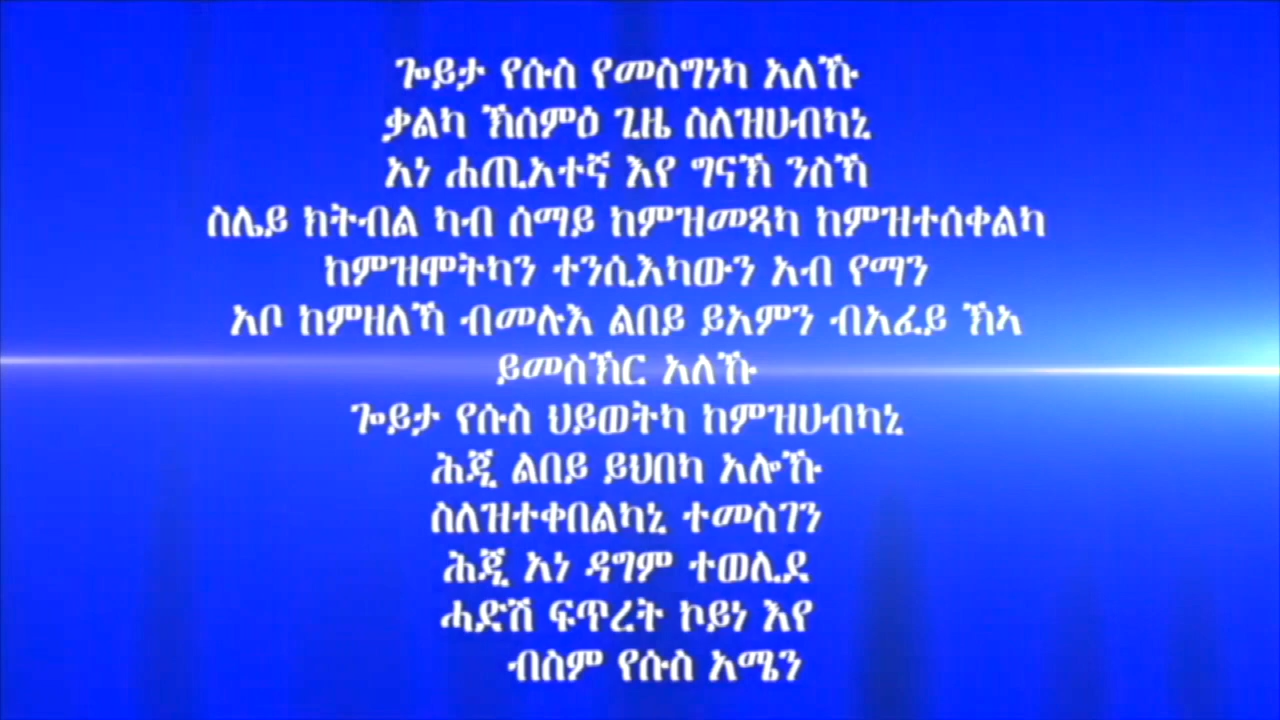 ጐይታ የሱስ የመስግነካ አለኹ
ቃልካ ኽሰምዕ ጊዜ ስለዝሀብካኒ
አነ ሐጢአተኛ እየ ግናኽ ንስኻ
ስሌይ ክትብል ካብ ሰማይ ከምዝመጻካ ከምዝተሰቀልካ
ከምዝሞትካን ተንሲእካውን አብ የማን
አቦ ከምዘለኻ ብመሉእ ልበይ ይአምን ብአፈይ ኽኣ
ይመስኽር አለኹ
ጐይታ የሱስ ህይወትካ ከምዝሀብካኒ
ሕጂ ልበይ ይህበካ አሎኹ
ስለዝተቀበልካኒ ተመስገን
ሕጂ አነ ዳግም ተወሊደ
ሓድሽ ፍጥረት ኮይነ እየ
ብስም የሱስ አሜን